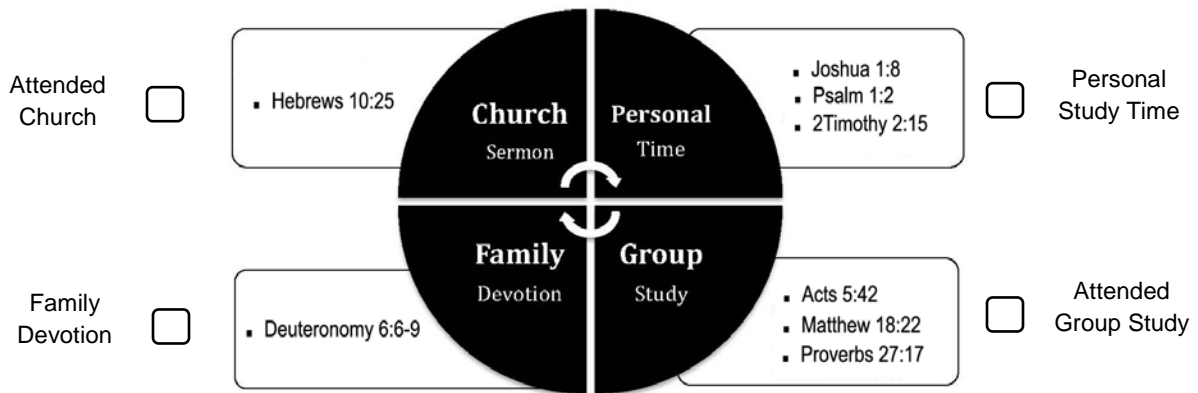 Attended
Church
▪ Hebrews 10:25
Church
Sermon
Personal
Time
▪ Joshua 1:8
▪ Psalm 1:2
▪ 2Timothy 2:15
Personal
Study Time
Family
Devotion
▪ Deuteronomy 6:6-9
Family
Devotion
Group
Study
▪ Acts 5:42
▪ Matthew 18:22
▪ Proverbs 27:17
Attended
Group Study